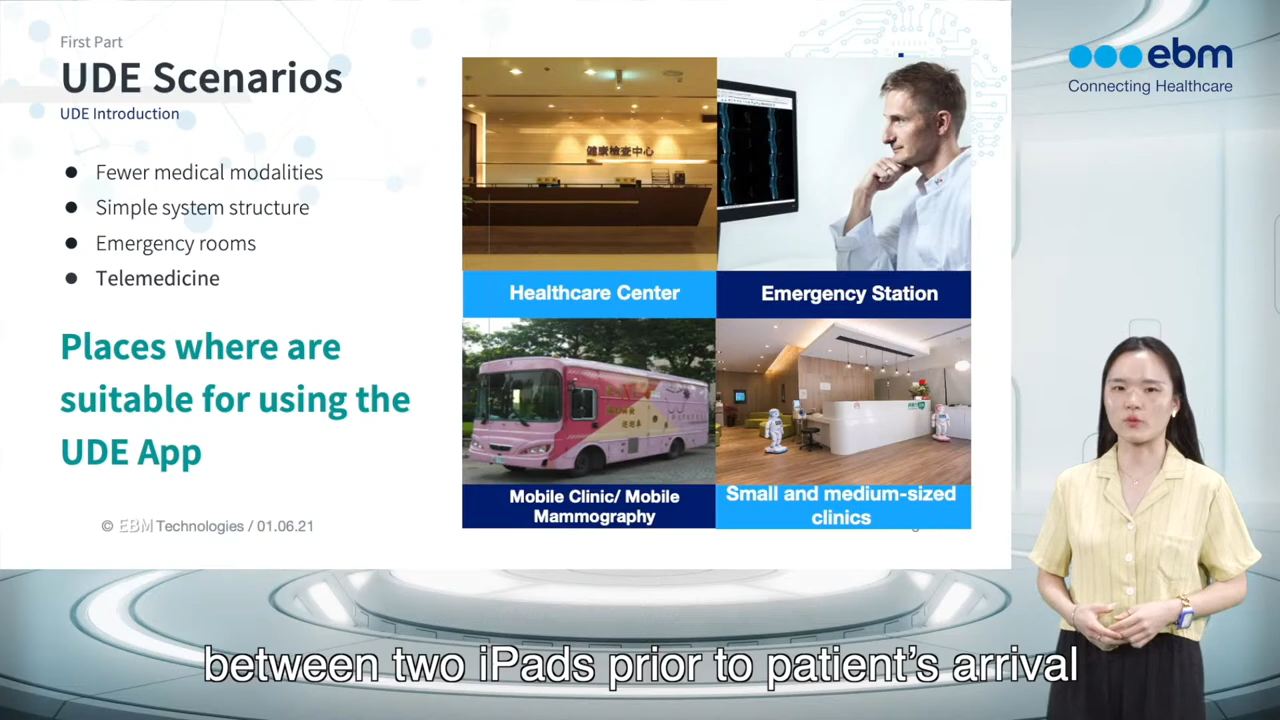 First Part
UDE Scenarios
UDE Introduction
● Fewer medical modalities
● Simple system structure
● Emergency rooms
● Telemedicine
Places where are
suitable for using the
UDE App
© EBM Technologies / 01.06.21
健康檢查中心
Healthcare Center
Emergency Station
Mobile Clinic/ Mobile
Mammography
Small and medium-sized
clinics
ebm
Connecting Healthcare
between two iPads prior to patient's arrival